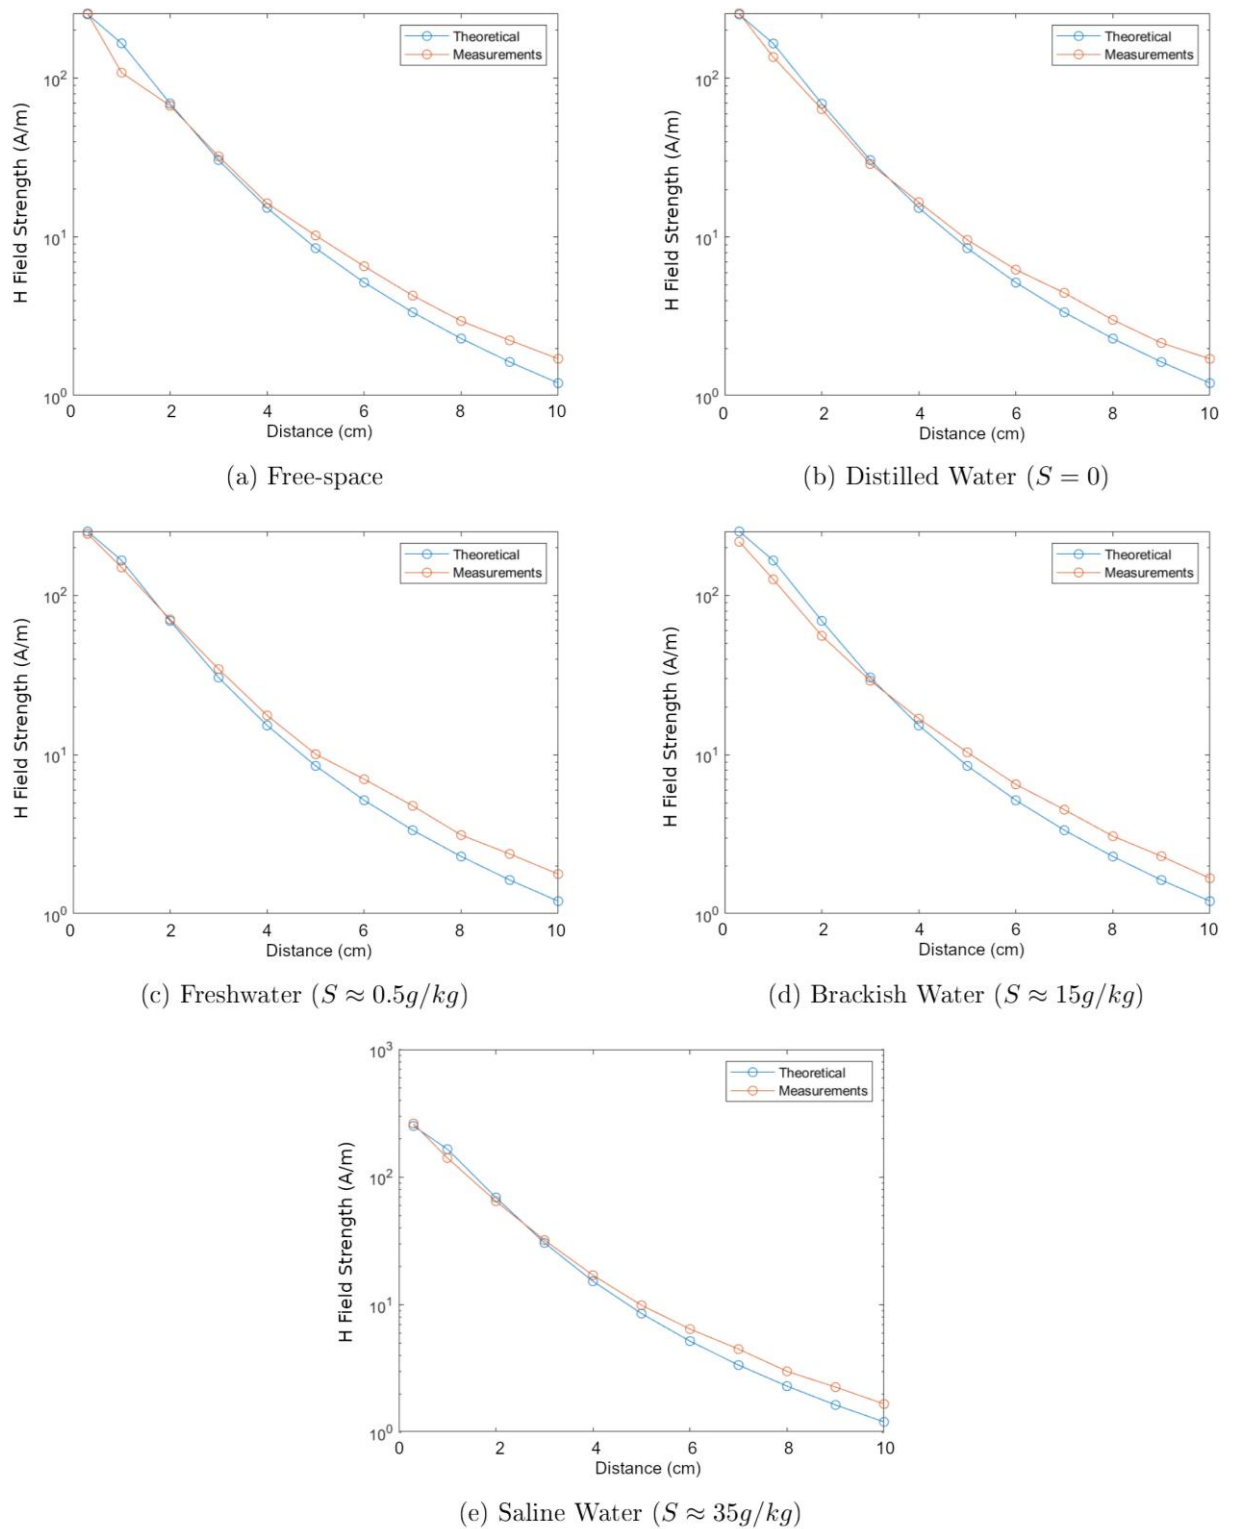 Theoretical
Measurements
H Field Strength (A/m)
10^2
10^1
10^0
0 2 4 6 8 10
Distance (cm)
(a) Free-space
Theoretical
Measurements
H Field Strength (A/m)
10^2
10^1
10^0
0 2 4 6 8 10
Distance (cm)
(b) Distilled Water (S = 0)
Theoretical
Measurements
H Field Strength (A/m)
10^2
10^1
10^0
0 2 4 6 8 10
Distance (cm)
(c) Freshwater (S ≈ 0.5g/kg)
Theoretical
Measurements
H Field Strength (A/m)
10^2
10^1
10^0
0 2 4 6 8 10
Distance (cm)
(d) Brackish Water (S ≈ 15g/kg)
Theoretical
Measurements
H Field Strength (A/m)
10^3
10^2
10^1
10^0
0 2 4 6 8 10
Distance (cm)
(e) Saline Water (S ≈ 35g/kg)